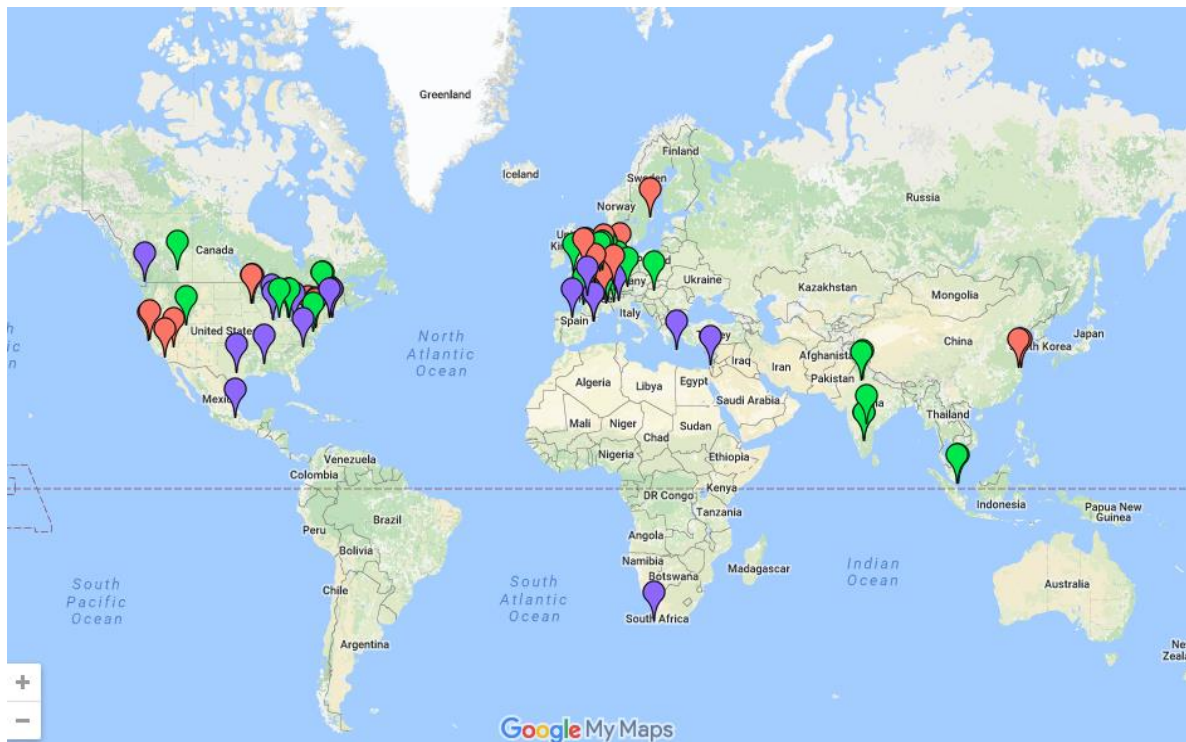 Greenland
Iceland
Finland
Sweden
Norway
Russia
Canada
Ukraine
Kazakhstan
Mongolia
North
Atlantic
Ocean
United States
Spain
Italy
Japan
China
Iraq
Iran
Afghanistan
Pakistan
Algeria
Libya
Egypt
Saudi Arabia
Mexico
Mali
Niger
Chad
Sudan
Thailand
Nigeria
Ethiopia
Venezuela
Colombia
DR Congo
Kenya
Tanzania
Indonesia
Papua New
Guinea
Peru
Brazil
Angola
Bolivia
Namibia
Botswana
Madagascar
Indian
Ocean
Australia
South
Pacific
Ocean
Chile
South
Atlantic
Ocean
South Africa
Argentina
+
−
Google My Maps